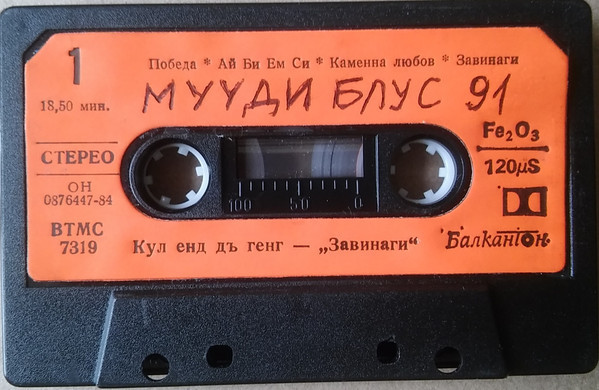 1
Победа * Ай Би Ем Си * Каменна любов * Завинаги
18,50 мин.
МУУДИ БЛУС 91
СТЕРЕО
ОН
0876447-84
ВТМС
7319
100 50 0
Fe₂O₃
120µS
Кул енд дъ генг — „Завинаги“
Балкантон